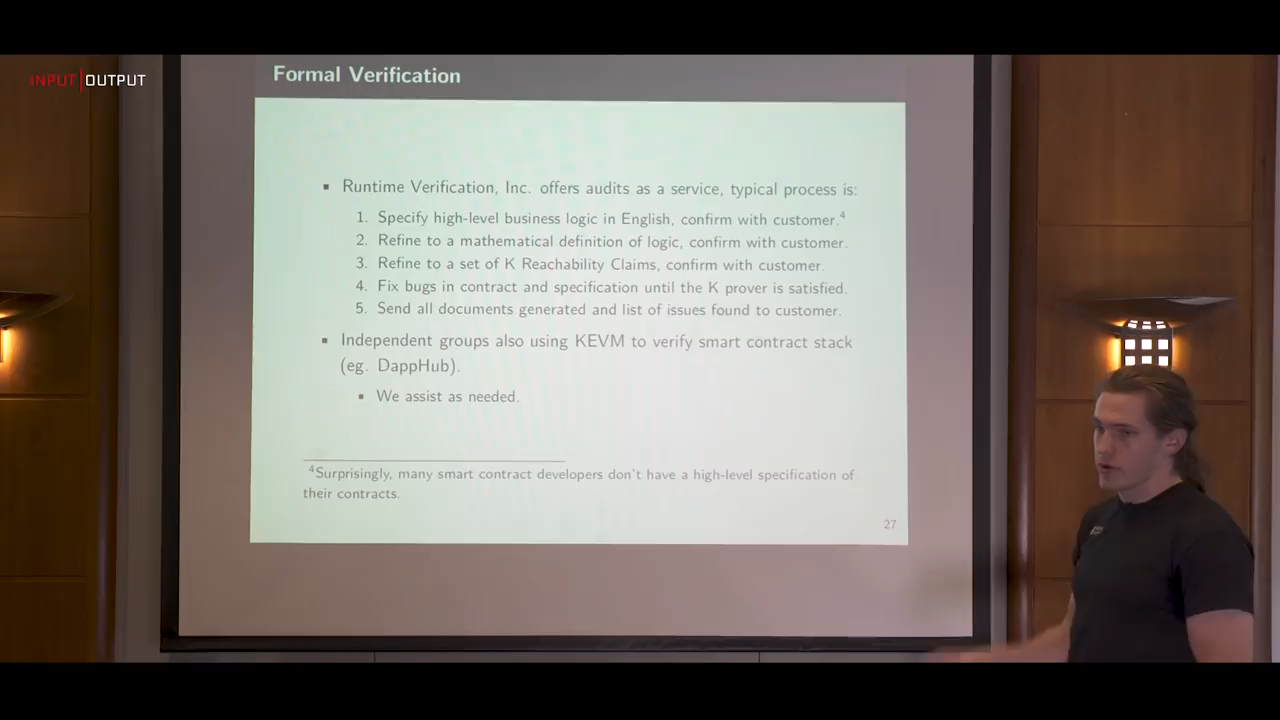 INPUT|OUTPUT
Formal Verification
▪ Runtime Verification, Inc. offers audits as a service, typical process is:
1. Specify high-level business logic in English, confirm with customer.⁴
2. Refine to a mathematical definition of logic, confirm with customer.
3. Refine to a set of K Reachability Claims, confirm with customer.
4. Fix bugs in contract and specification until the K prover is satisfied.
5. Send all documents generated and list of issues found to customer.
▪ Independent groups also using KEVM to verify smart contract stack
(eg. DappHub).
▪ We assist as needed.
⁴Surprisingly, many smart contract developers don't have a high-level specification of
their contracts.
27